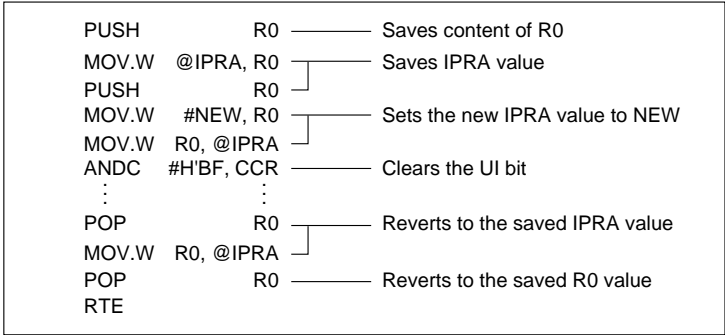 PUSH R0 Saves content of R0
MOV.W @IPRA, R0 Saves IPRA value
PUSH R0
MOV.W #NEW, R0 Sets the new IPRA value to NEW
MOV.W R0, @IPRA
ANDC #H'BF, CCR Clears the UI bit
⋮ ⋮
POP R0 Reverts to the saved IPRA value
MOV.W R0, @IPRA
POP R0 Reverts to the saved R0 value
RTE